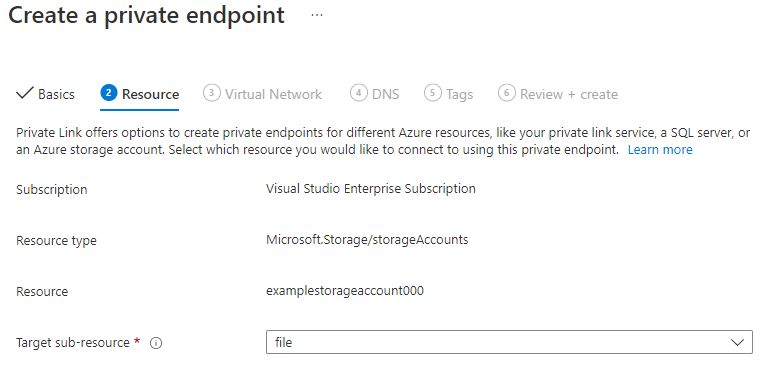 Create a private endpoint ...
Basics 2 Resource 3 Virtual Network 4 DNS 5 Tags 6 Review + create
Private Link offers options to create private endpoints for different Azure resources, like your private link service, a SQL server, or
an Azure storage account. Select which resource you would like to connect to using this private endpoint. Learn more
Subscription Visual Studio Enterprise Subscription
Resource type Microsoft.Storage/storageAccounts
Resource examplestorageaccount000
Target sub-resource * i file